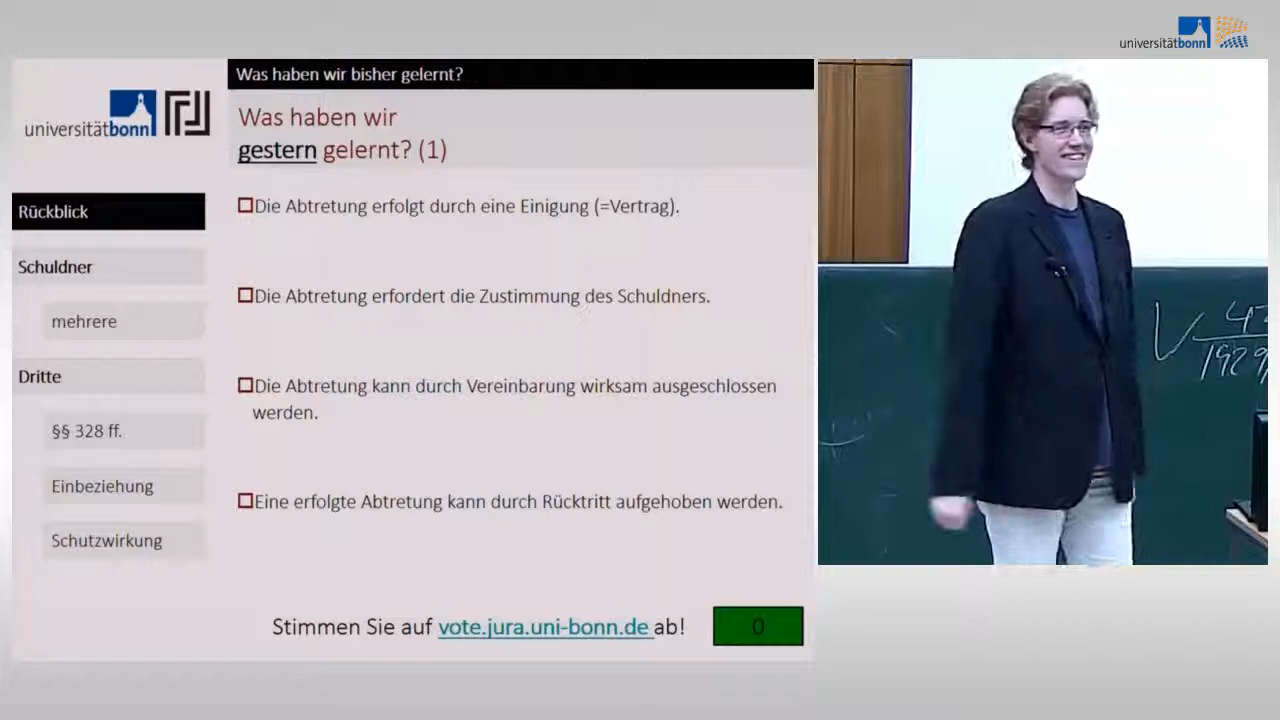 universitätbonn
Was haben wir bisher gelernt?
universitätbonn
Was haben wir
gestern gelernt? (1)
Rückblick
Schuldner
mehrere
Dritte
§§ 328 ff.
Einbeziehung
Schutzwirkung
☐Die Abtretung erfolgt durch eine Einigung (=Vertrag).
☐Die Abtretung erfordert die Zustimmung des Schuldners.
☐Die Abtretung kann durch Vereinbarung wirksam ausgeschlossen
werden.
☐Eine erfolgte Abtretung kann durch Rücktritt aufgehoben werden.
Stimmen Sie auf vote.jura.uni-bonn.de ab!
0